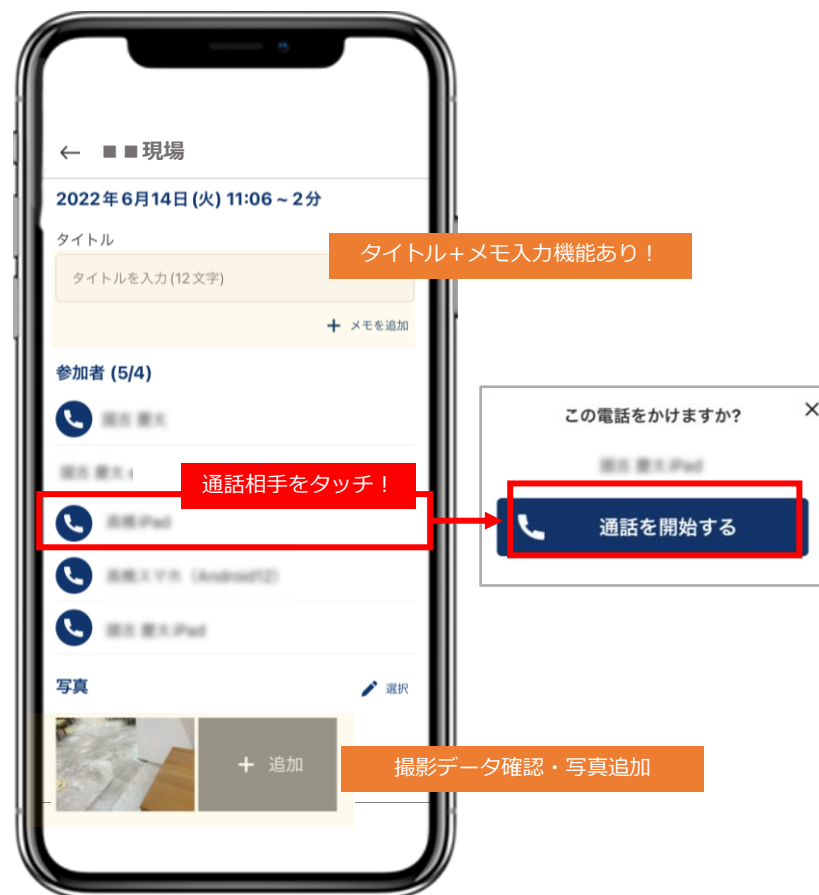 ← ■■現場
2022年6月14日(火) 11:06 ~ 2分
タイトル
タイトル+メモ入力機能あり！
タイトルを入力(12文字)
+ メモを追加
参加者 (5/4)
この電話をかけますか?
×
通話相手をタッチ！
通話を開始する
(Android12)
写真
選択
+ 追加
撮影データ確認・写真追加